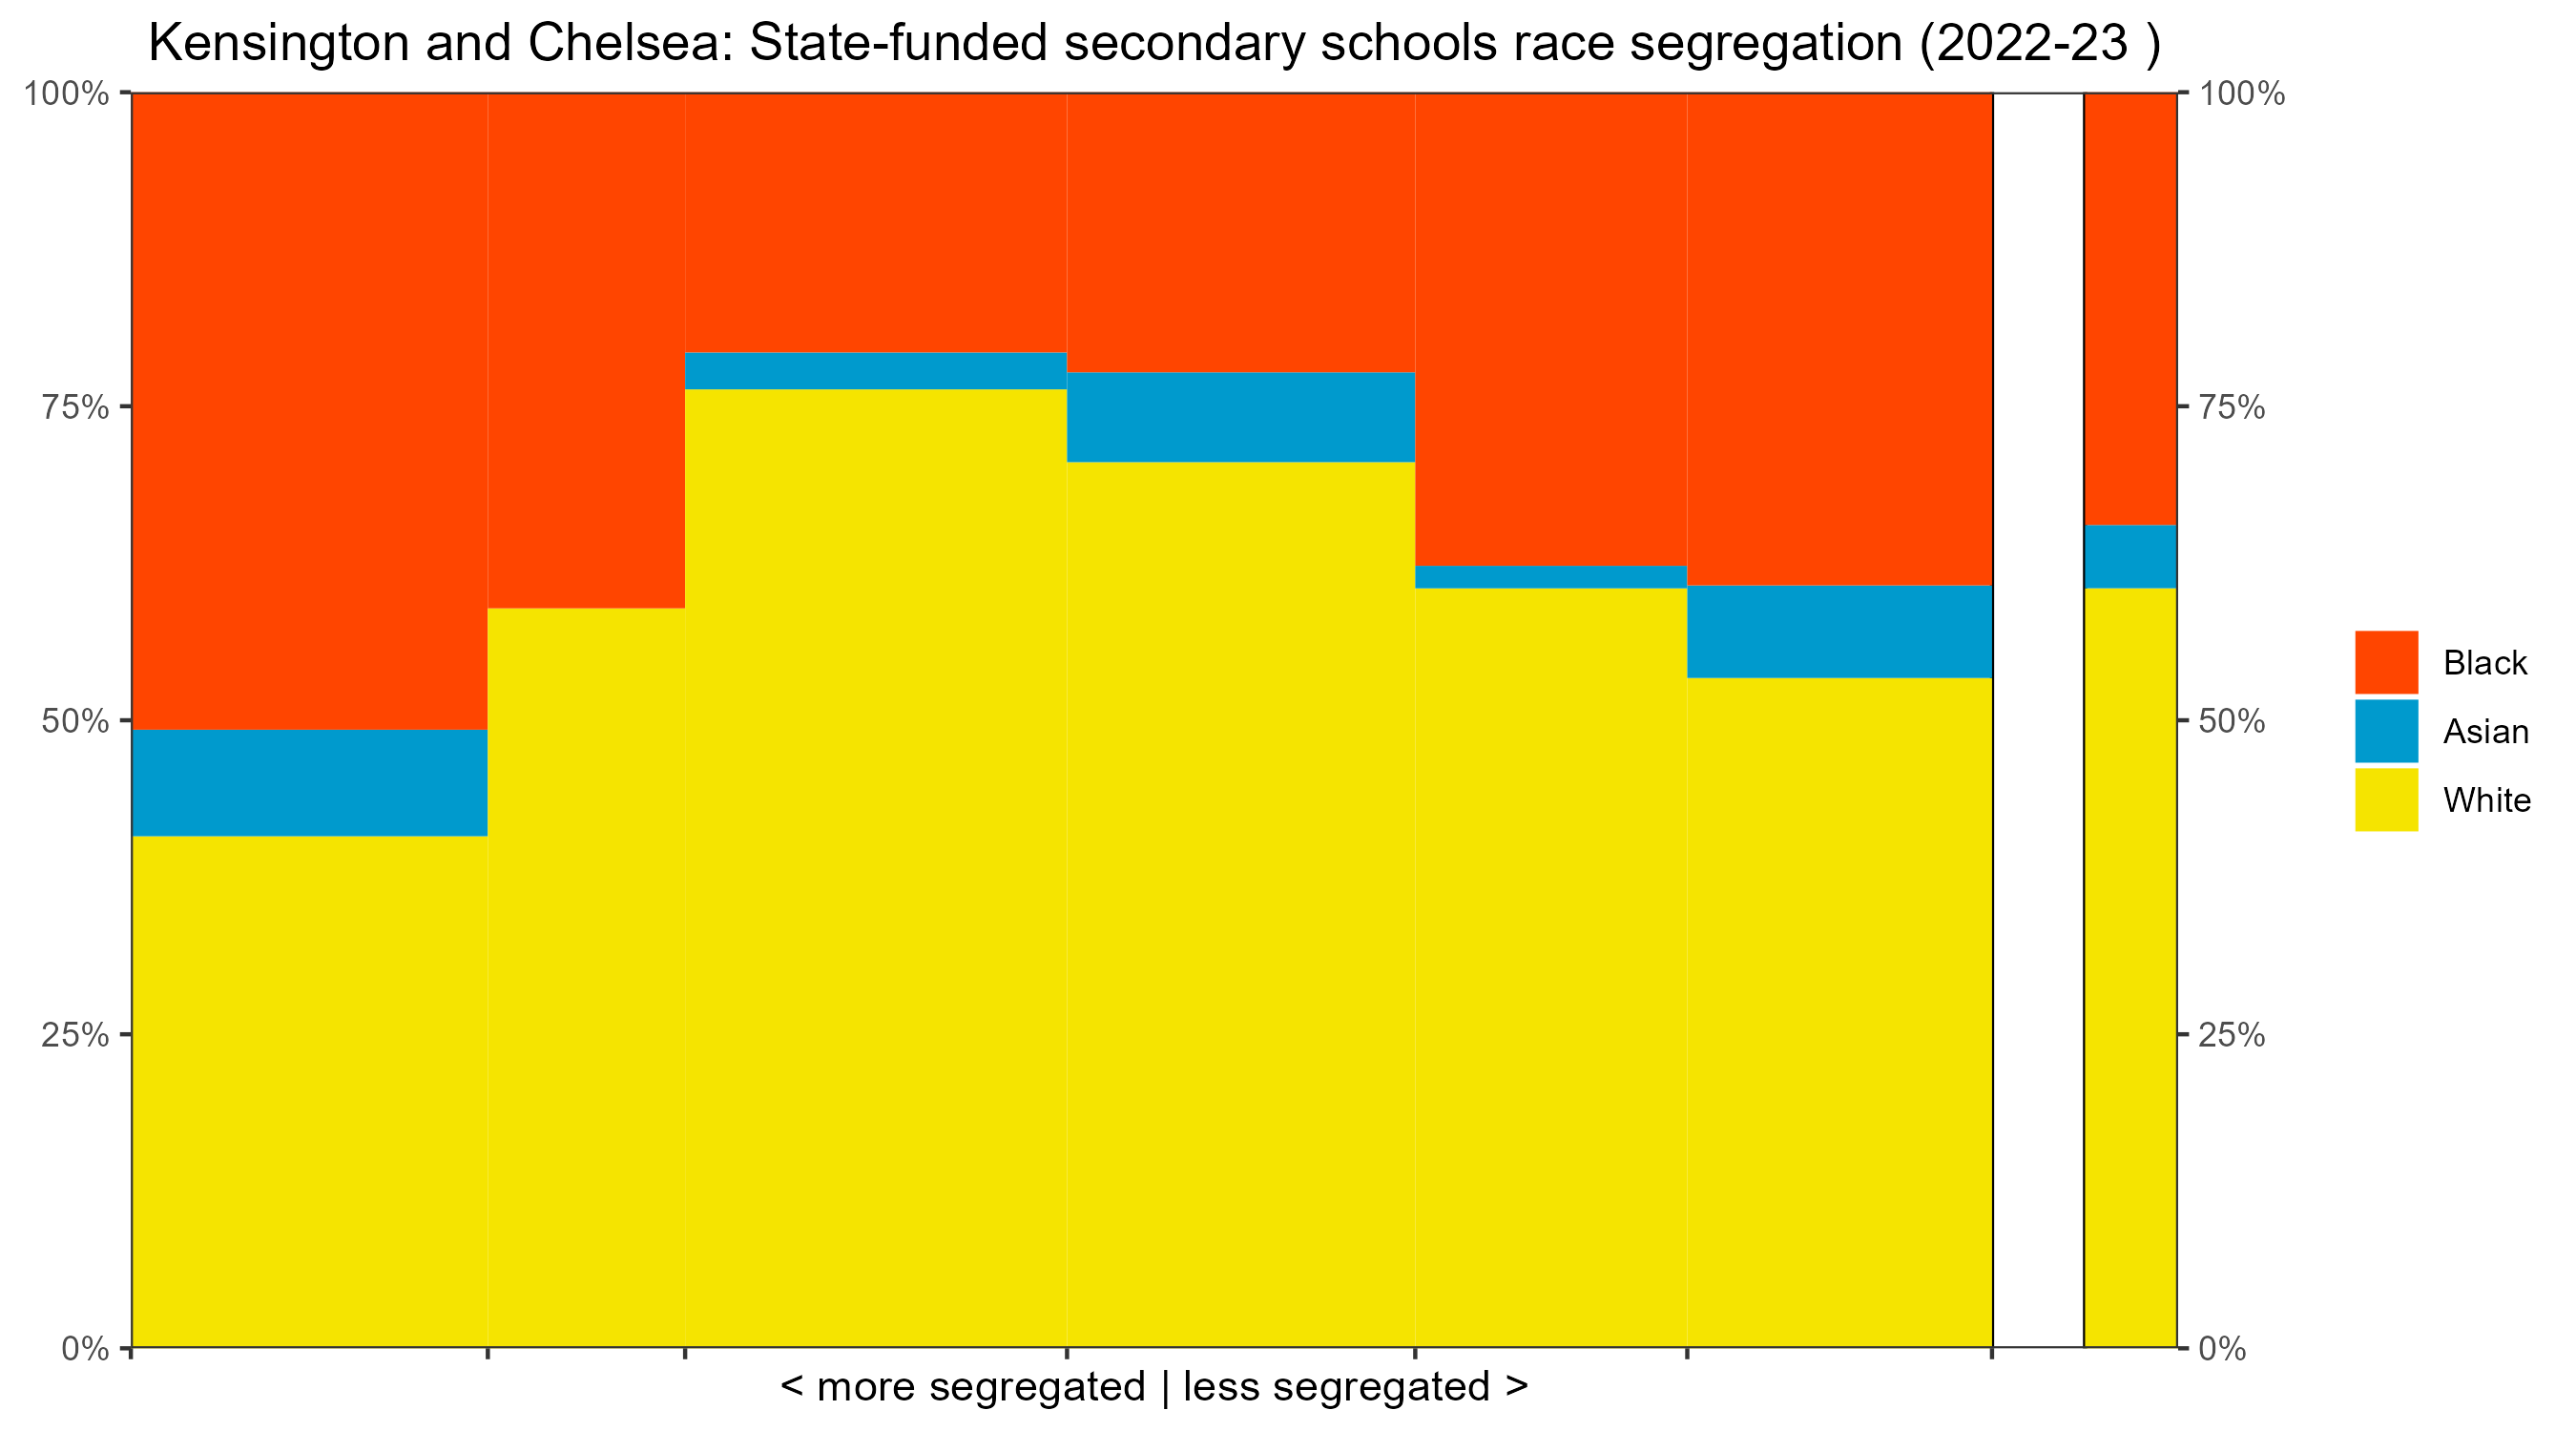 Kensington and Chelsea: State-funded secondary schools race segregation (2022-23 )
100%
75%
50%
25%
0%
100%
75%
50%
25%
0%
Black
Asian
White
< more segregated | less segregated >